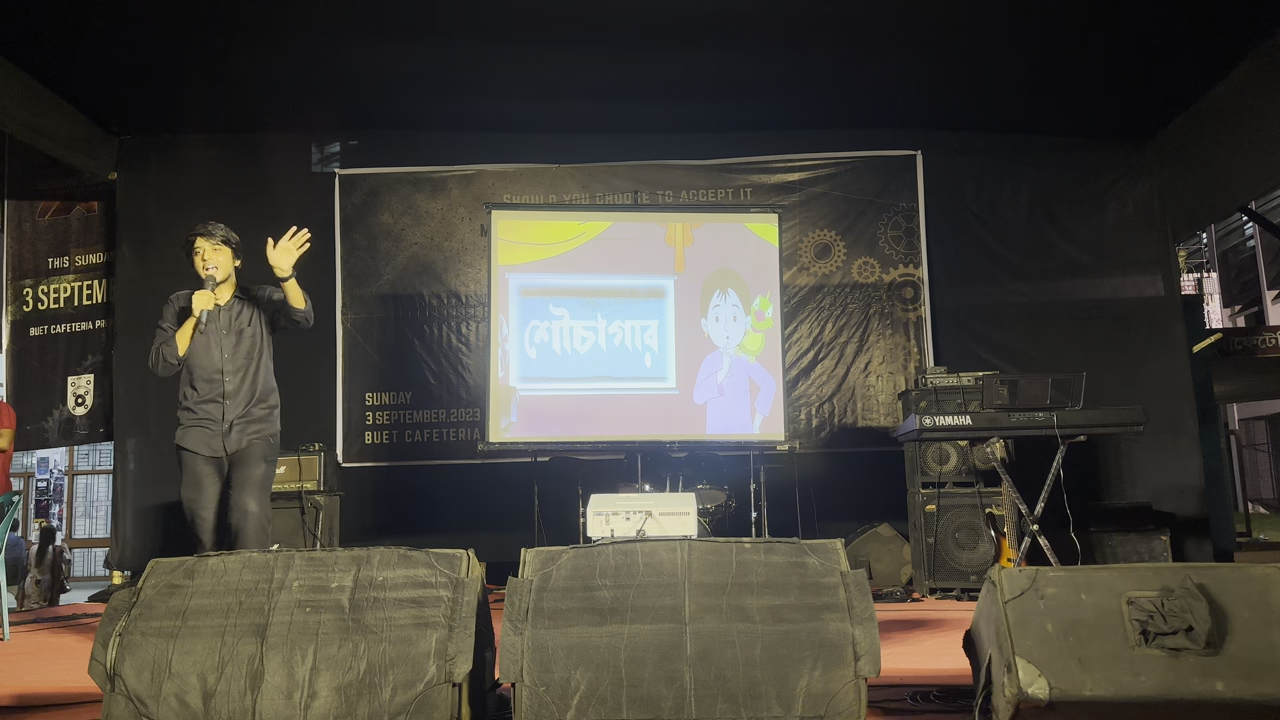 THIS SUNDA
3 SEPTEM
BUET CAFETERIA PR
SHOULD YOU CHOOSE TO ACCEPT IT
M
শৌচাগার
SUNDAY
3 SEPTEMBER,2023
BUET CAFETERIA
YAMAHA